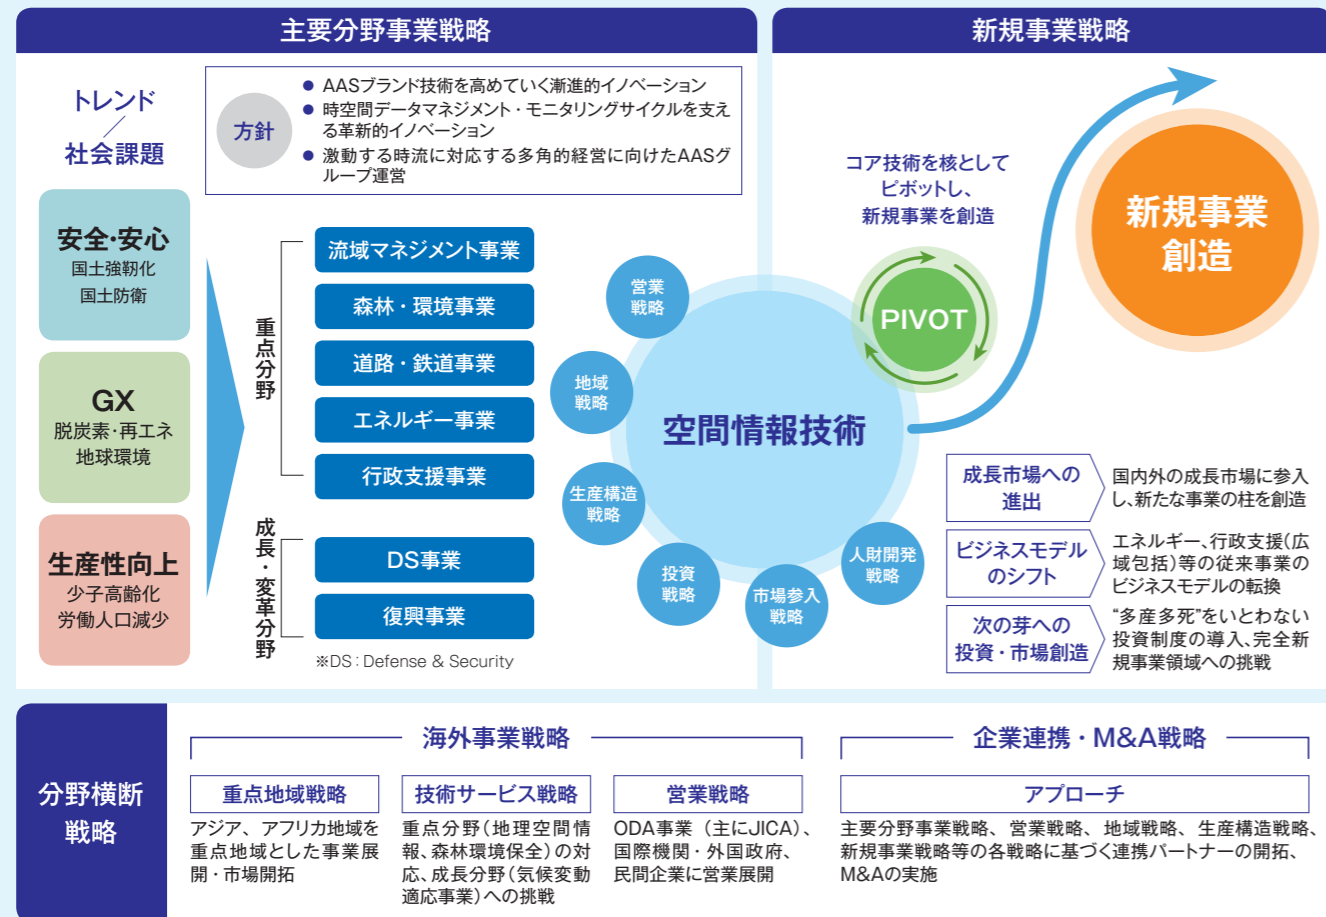 主要分野事業戦略
トレンド
／
社会課題
方針
● AASブランド技術を高めていく漸進的イノベーション
● 時空間データマネジメント・モニタリングサイクルを支え
る革新的イノベーション
● 激動する時流に対応する多角的経営に向けたAASグ
ループ運営
安全・安心
国土強靭化
国土防衛
GX
脱炭素・再エネ
地球環境
生産性向上
少子高齢化
労働人口減少
重点分野
流域マネジメント事業
森林・環境事業
道路・鉄道事業
エネルギー事業
行政支援事業
成長・変革分野
DS事業
復興事業
※DS：Defense & Security
営業
戦略
地域
戦略
生産構造
戦略
投資
戦略
市場参入
戦略
人財開発
戦略
空間情報技術
新規事業戦略
コア技術を核として
ピボットし、
新規事業を創造
PIVOT
新規事業
創造
成長市場への
進出
国内外の成長市場に参入
し、新たな事業の柱を創造
ビジネスモデル
のシフト
エネルギー、行政支援（広
域包括）等の従来事業の
ビジネスモデルの転換
次の芽への
投資・市場創造
“多産多死”をいとわない
投資制度の導入、完全新
規事業領域への挑戦
分野横断
戦略
海外事業戦略
重点地域戦略
アジア、アフリカ地域を
重点地域とした事業展
開・市場開拓
技術サービス戦略
重点分野（地理空間情
報、森林環境保全）の対
応、成長分野（気候変動
適応事業）への挑戦
営業戦略
ODA事業（主にJICA）、
国際機関・外国政府、
民間企業に営業展開
企業連携・M&A戦略
アプローチ
主要分野事業戦略、営業戦略、地域戦略、生産構造戦略、
新規事業戦略等の各戦略に基づく連携パートナーの開拓、
M&Aの実施